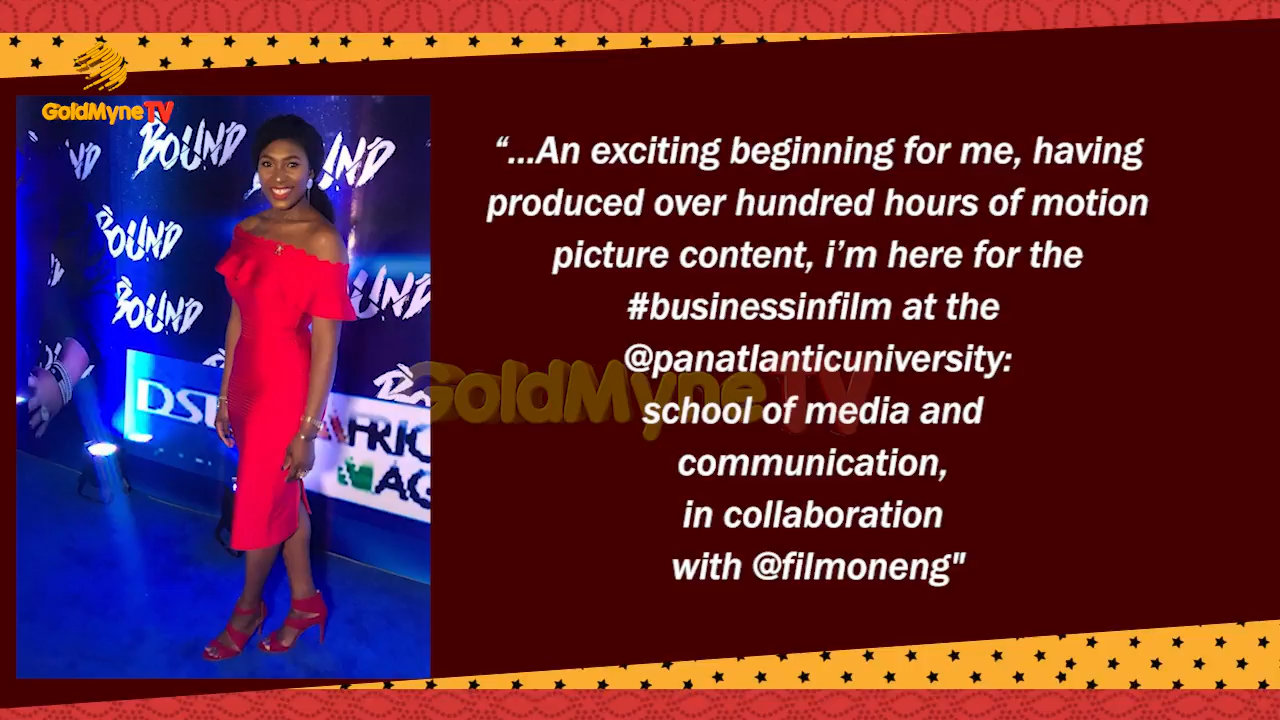 GoldMyneTV
BOUND
BOUND
BOUND
“...An exciting beginning for me, having
produced over hundred hours of motion
picture content, i’m here for the
#businessinfilm at the
@panatlanticuniversity:
school of media and
communication,
in collaboration
with @filmoneng"
GoldMyneTV